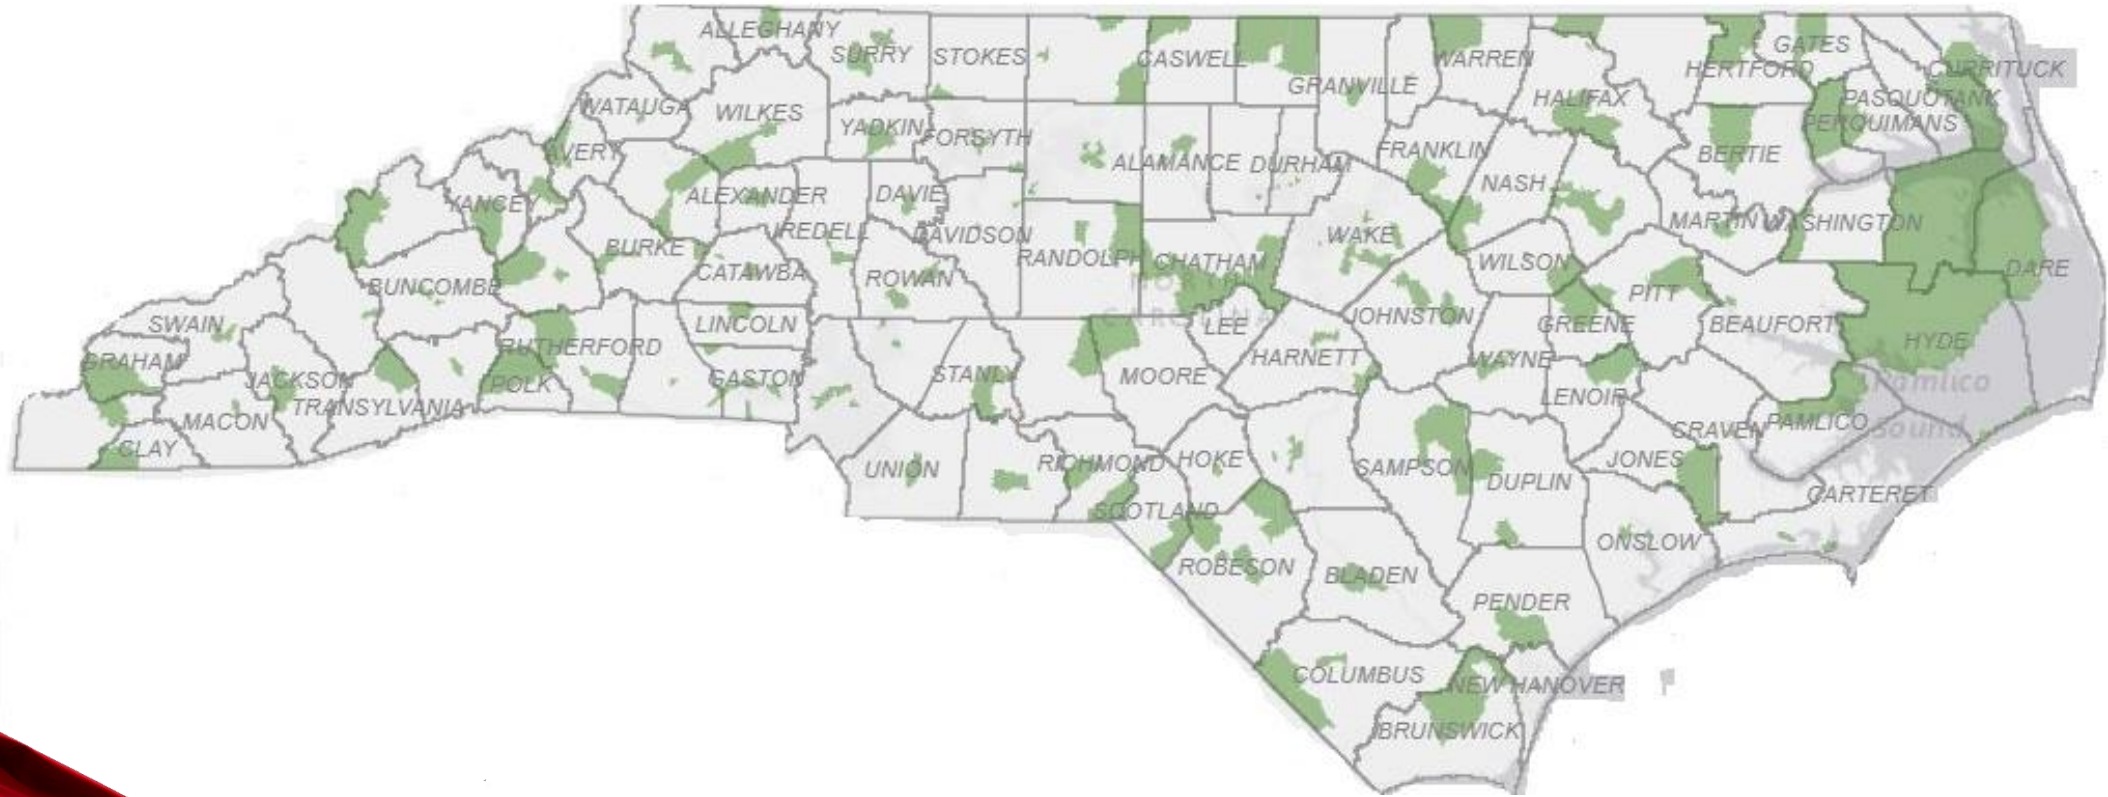 ALLEGHANY
SURRY
STOKES
CASWELL
GRANVILLE
WARREN
HERTFORD
GATES
CURRITUCK
WATAUGA
WILKES
YADKIN
FORSYTH
HALIFAX
PASQUOTANK
PERQUIMANS
AVERY
ALAMANCE
DURHAM
FRANKLIN
BERTIE
NASH
YANCEY
ALEXANDER
DAVIE
IREDELL
DAVIDSON
MARTIN
WASHINGTON
BURKE
WAKE
RANDOLPH
CHATHAM
WILSON
DARE
CATAWBA
ROWAN
NORTH
CAROLINA
BUNCOMBE
PITT
SWAIN
LINCOLN
LEE
JOHNSTON
GREENE
BEAUFORT
HYDE
RUTHERFORD
GRAHAM
HARNETT
WAYNE
JACKSON
POLK
GASTON
STANLY
MOORE
Pamlico
Sound
LENOIR
TRANSYLVANIA
MACON
CRAVEN
PAMLICO
CLAY
UNION
RICHMOND
HOKE
SAMPSON
DUPLIN
JONES
CARTERET
SCOTLAND
ONSLOW
ROBESON
BLADEN
PENDER
COLUMBUS
NEW HANOVER
BRUNSWICK